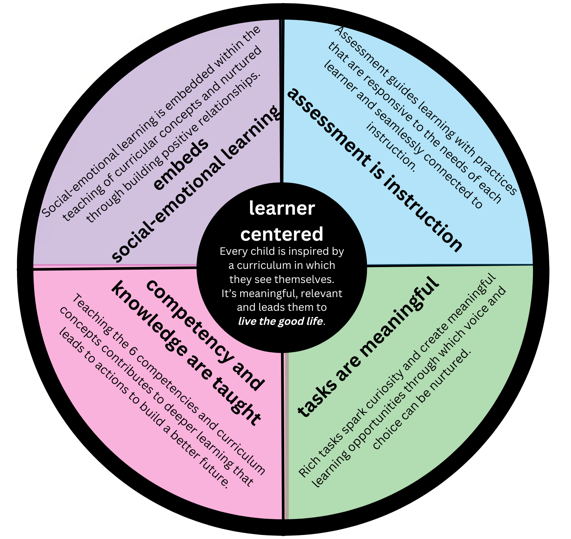 Social-emotional learning is embedded within the
teaching of curricular concepts and nurtured
through building positive relationships.
embeds
social-emotional learning
Assessment guides learning with practices
that are responsive to the needs of each
learner and seamlessly connected to
instruction.
assessment is instruction
learner
centered
Every child is inspired by
a curriculum in which
they see themselves.
It's meaningful, relevant
and leads them to
live the good life.
competency and
knowledge are taught
Teaching the 6 competencies and curriculum
concepts contributes to deeper learning that
leads to actions to build a better future.
tasks are meaningful
Rich tasks spark curiosity and create meaningful
learning opportunities through which voice and
choice can be nurtured.